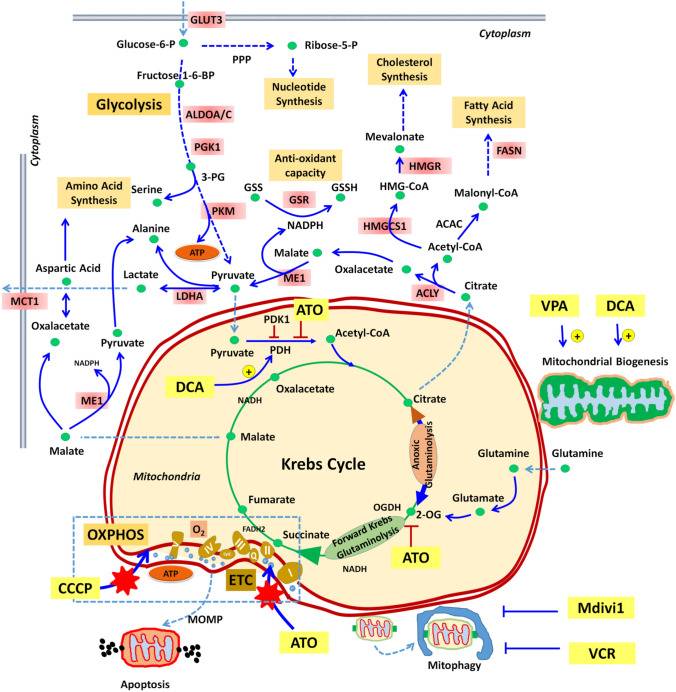 GLUT3
Glucose-6-P
Ribose-5-P
Cytoplasm
PPP
Cholesterol
Synthesis
Fructose-1-6-BP
Nucleotide
Synthesis
Fatty Acid
Synthesis
Glycolysis
ALDOA/C
Cytoplasm
Mevalonate
FASN
PGK1
HMGR
Anti-oxidant
capacity
3-PG
Amino Acid
Synthesis
Serine
GSS
GSR
GSSH
HMG-CoA
Malonyl-CoA
PKM
NADPH
HMGCS1
ACAC
Alanine
ATP
Malate
Acetyl-CoA
Oxalacetate
Aspartic Acid
Lactate
Pyruvate
ME1
MCT1
LDHA
ACLY
Citrate
Oxalacetate
Pyruvate
PDK1
ATO
VPA
DCA
Acetyl-CoA
+
+
Pyruvate
PDH
NADPH
+
Mitochondrial Biogenesis
Oxalacetate
DCA
ME1
NADH
Citrate
Malate
Malate
Anoxic
Glutaminolysis
Krebs Cycle
Mitochondria
Glutamine
Glutamine
Glutamate
Fumarate
OGDH
2-OG
OXPHOS
O2
FADH2
Succinate
Forward Krebs
Glutaminolysis
IV
III
Q
II
I
NADH
ATO
CCCP
ATP
ETC
MOMP
ATO
Mdivi1
VCR
Apoptosis
Mitophagy